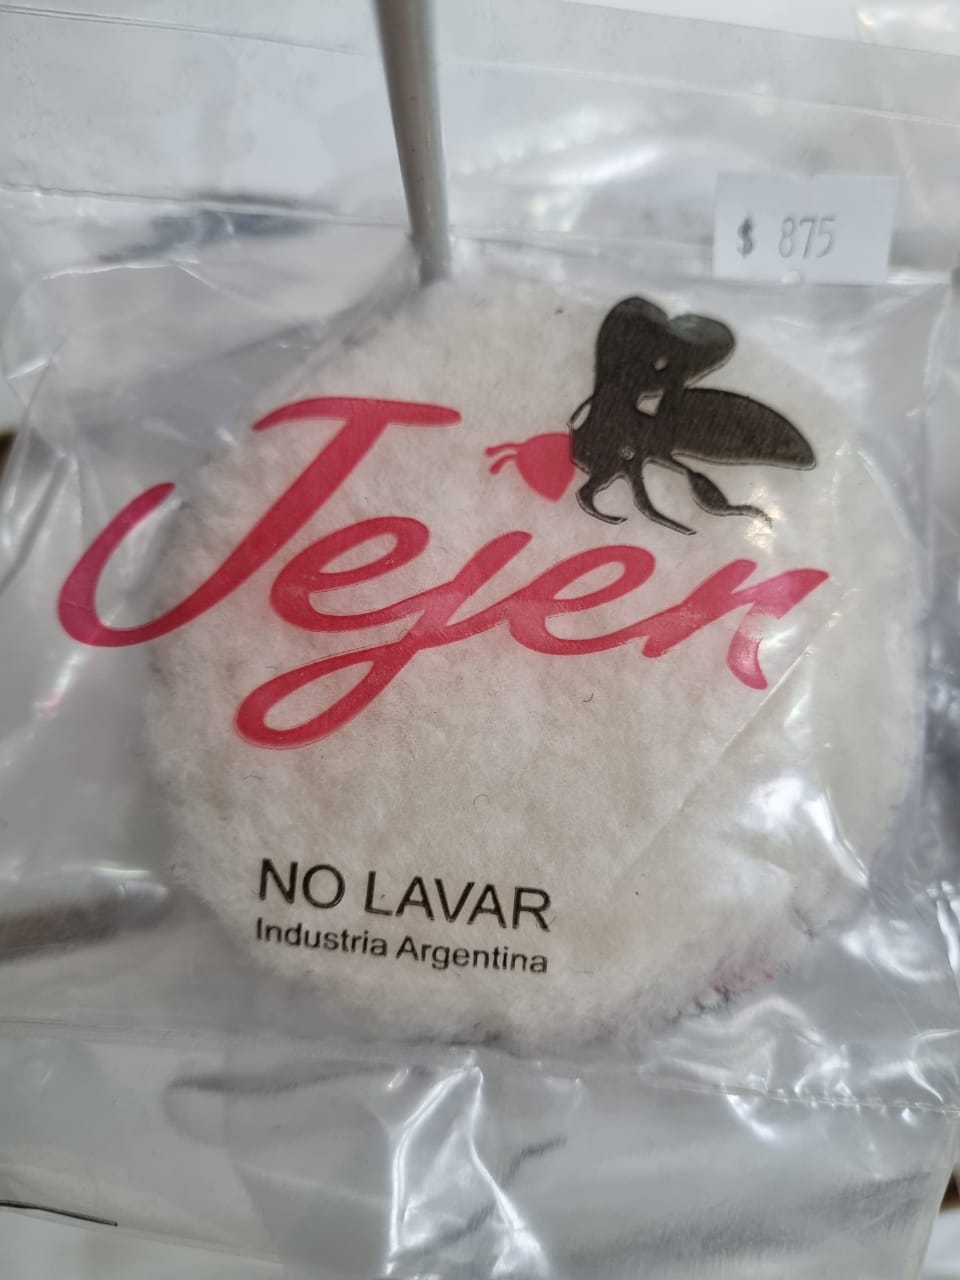 $ 875
Jejen
NO LAVAR
Industria Argentina